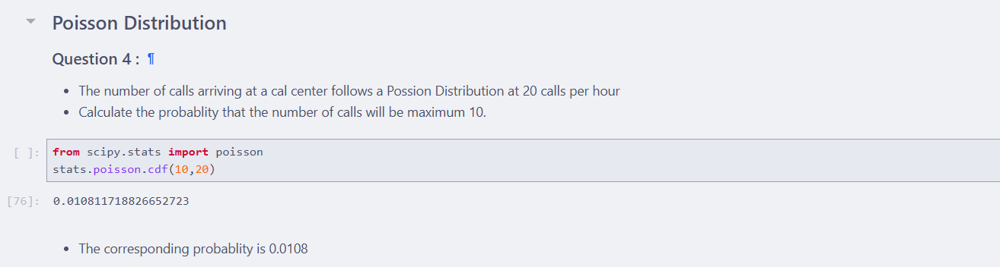 Poisson Distribution
Question 4 : ¶
• The number of calls arriving at a cal center follows a Possion Distribution at 20 calls per hour
• Calculate the probablity that the number of calls will be maximum 10.
[ ]: from scipy.stats import poisson
stats.poisson.cdf(10,20)
[76]: 0.010811718826652723
• The corresponding probablity is 0.0108